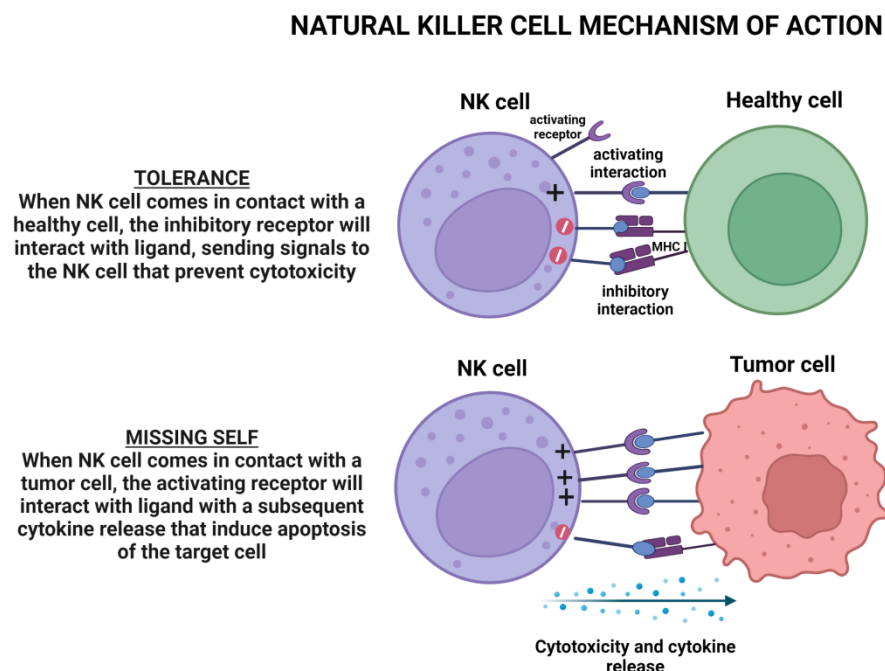 NATURAL KILLER CELL MECHANISM OF ACTION
NK cell
Healthy cell
activating
receptor
activating
interaction
+
TOLERANCE
When NK cell comes in contact with a
healthy cell, the inhibitory receptor will
interact with ligand, sending signals to
the NK cell that prevent cytotoxicity
MHC I
inhibitory
interaction
NK cell
Tumor cell
MISSING SELF
When NK cell comes in contact with a
tumor cell, the activating receptor will
interact with ligand with a subsequent
cytokine release that induce apoptosis
of the target cell
+
+
+
Cytotoxicity and cytokine
release